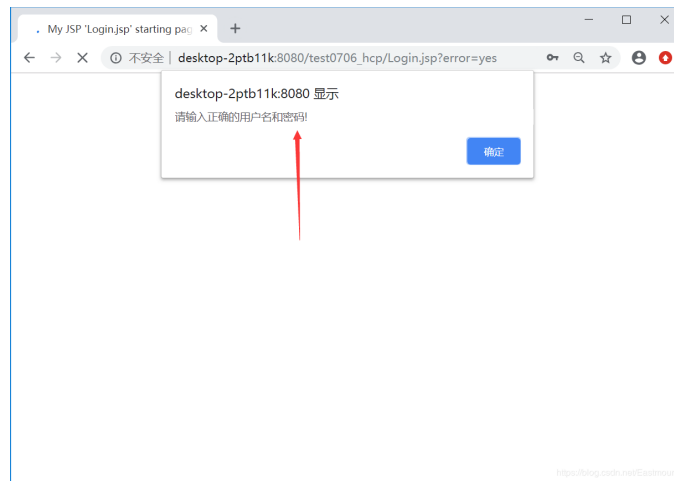 My JSP 'Login.jsp' starting pag
不安全 | desktop-2ptb11k:8080/test0706_hcp/Login.jsp?error=yes
desktop-2ptb11k:8080 显示
请输入正确的用户名和密码!
确定